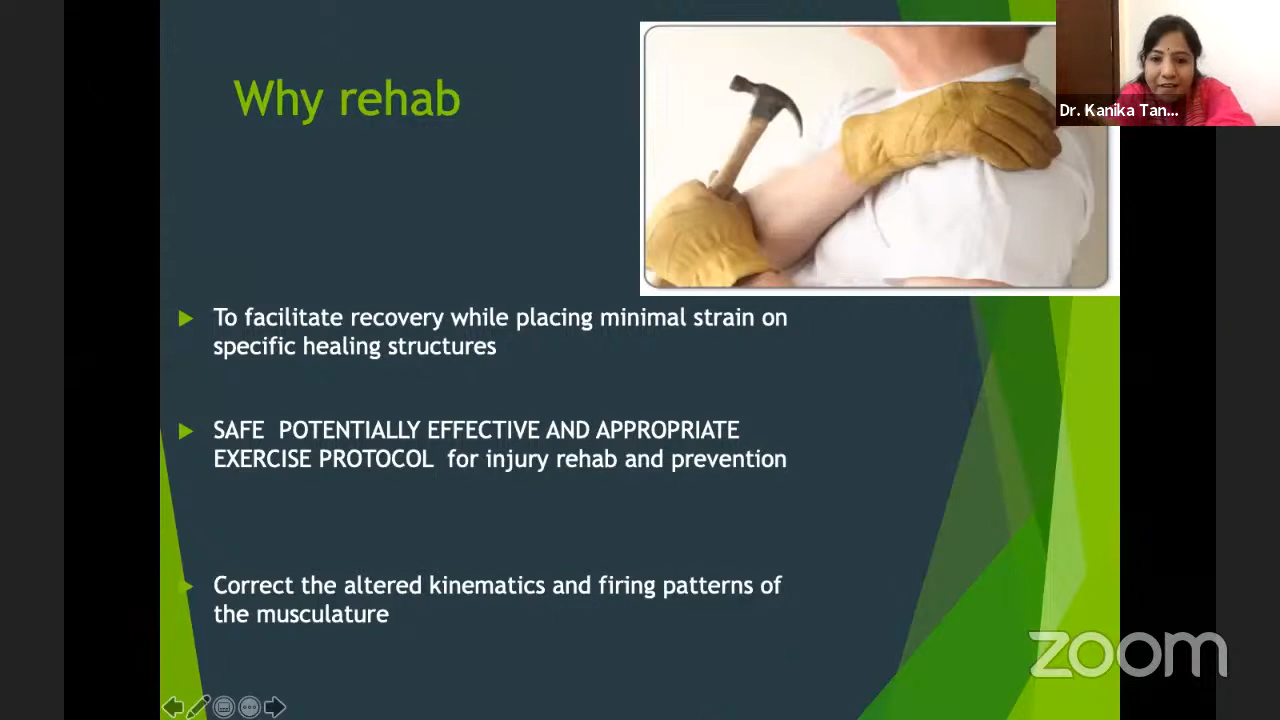 Why rehab
Dr. Kanika Tan...
To facilitate recovery while placing minimal strain on
specific healing structures
SAFE  POTENTIALLY EFFECTIVE AND APPROPRIATE
EXERCISE PROTOCOL  for injury rehab and prevention
Correct the altered kinematics and firing patterns of
the musculature
zoom